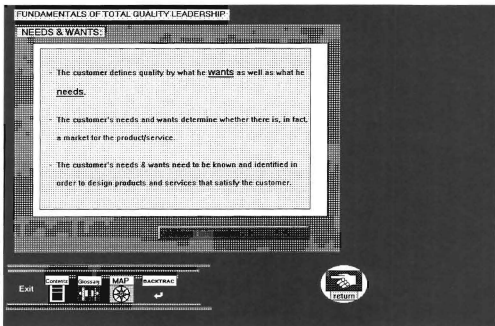 FUNDAMENTALS OF TOTAL QUALITY LEADERSHIP
NEEDS & WANTS:
- The customer defines quality by what he wants as well as what he
needs.
- The customer's needs and wants determine whether there is, in fact,
a market for the product/service.
- The customer's needs & wants need to be known and identified in
order to design products and services that satisfy the customer.
Exit
Contents
Glossary
MAP
BACKTRAC
return